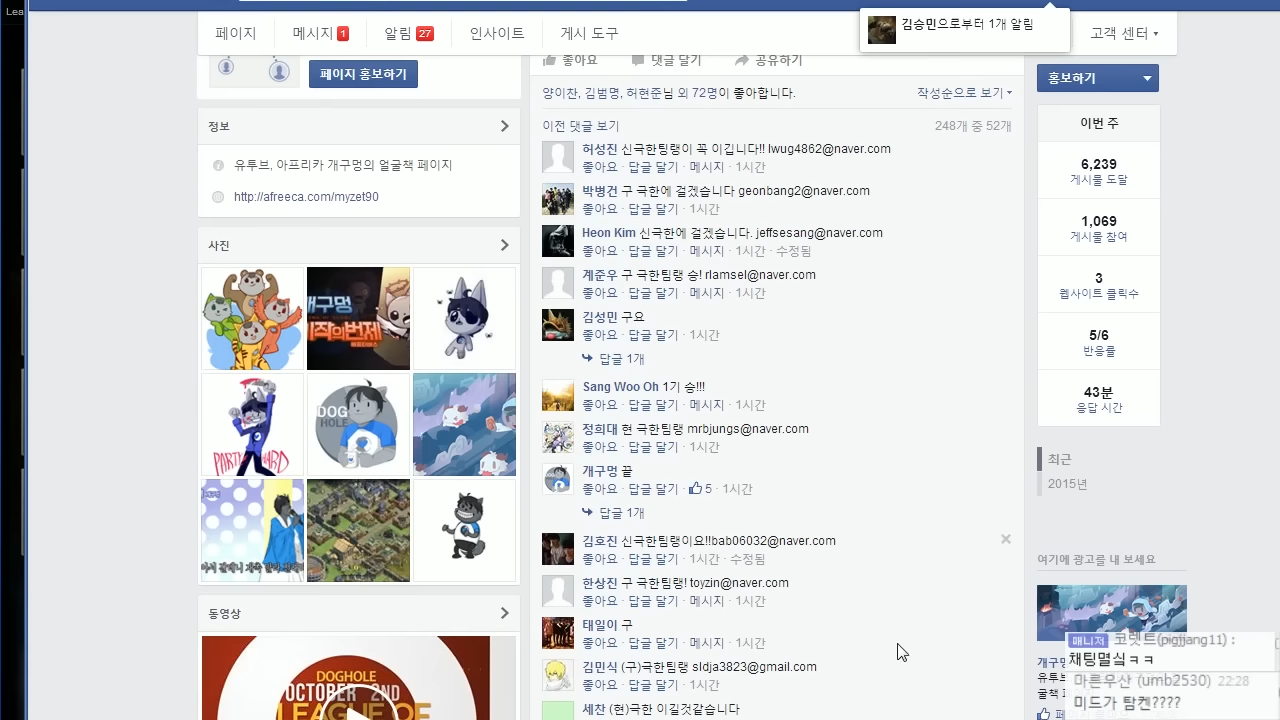 Lea
페이지
메시지 1
알림 27
인사이트
게시 도구
김승민으로부터 1개 알림
고객 센터
페이지 홍보하기
정보
유투브, 아프리카 개구멍의 얼굴책 페이지
http://afreeca.com/myzet90
사진
DOG
HOLE
동영상
DOGHOLE
OCTOBER 2ND
LEAGUE OF
좋아요 댓글 달기 공유하기
양이찬, 김범명, 허현준님 외 72명이 좋아합니다.
작성순으로 보기
이전 댓글 보기
248개 중 52개
허성진 신극한팀랭이 꼭 이깁니다!! lwug4862@naver.com
좋아요 · 답글 달기 · 메시지 · 1시간
박병건 구 극한에 걸겠습니다 geonbang2@naver.com
좋아요 · 답글 달기 · 1시간
Heon Kim 신극한에 걸겠습니다. jeffsesang@naver.com
좋아요 · 답글 달기 · 메시지 · 1시간 · 수정됨
계준우 구 극한팀랭 승! rlamsel@naver.com
좋아요 · 답글 달기 · 메시지 · 1시간
김성민 구요
좋아요 · 답글 달기 · 메시지 · 1시간
답글 1개
Sang Woo Oh 1기 승!!!
좋아요 · 답글 달기 · 메시지 · 1시간
정희대 현 극한팀랭 mrbjungs@naver.com
좋아요 · 답글 달기 · 메시지 · 1시간
개구멍 끝
좋아요 · 답글 달기 · 5 · 1시간
답글 1개
김호진 신극한팀랭이요!!bab06032@naver.com
좋아요 · 답글 달기 · 1시간 · 수정됨
한상진 구 극한팀랭! toyzin@naver.com
좋아요 · 답글 달기 · 메시지 · 1시간
태일이 구
좋아요 · 답글 달기 · 메시지 · 1시간
김민식 (구)극한팀랭 sldja3823@gmail.com
좋아요 · 답글 달기 · 1시간
세찬 (현)극한 이길것같습니다
홍보하기
이번 주
6,239
게시물 도달
1,069
게시물 참여
3
웹사이트 클릭수
5/6
반응률
43분
응답 시간
최근
2015년
여기에 광고를 내 보세요
매니저 코렛트(pigjjang11) :
채팅멸싴ㅋㅋ
마른우산 (umb2530) 22:28
미드가 탐켄????